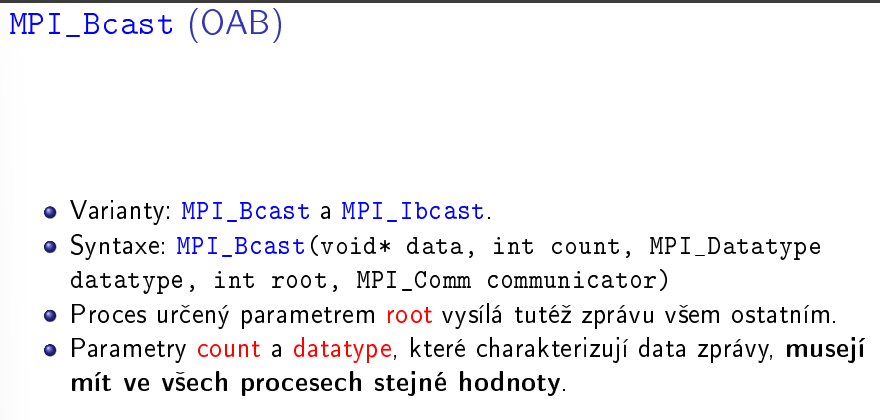 MPI_Bcast (OAB)
Varianty: MPI_Bcast a MPI_Ibcast.
Syntaxe: MPI_Bcast(void* data, int count, MPI_Datatype
datatype, int root, MPI_Comm communicator)
Proces určený parametrem root vysílá tutéž zprávu všem ostatním.
Parametry count a datatype, které charakterizují data zprávy, musejí
mít ve všech procesech stejné hodnoty.